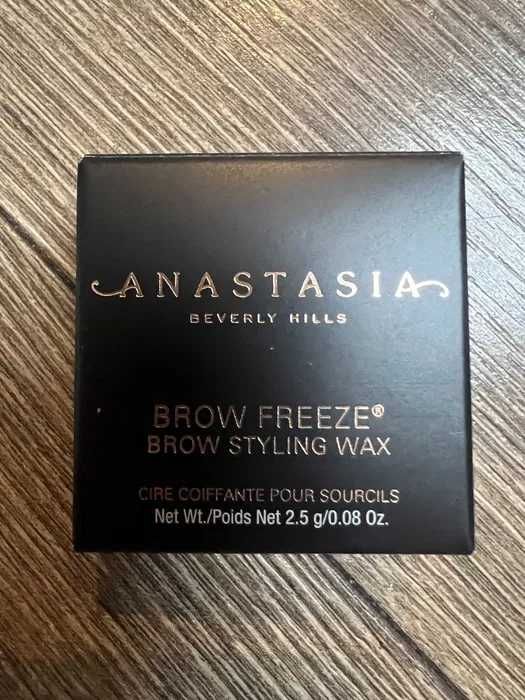 ANASTASIA
BEVERLY HILLS
BROW FREEZE®
BROW STYLING WAX
CIRE COIFFANTE POUR SOURCILS
Net Wt./Poids Net 2.5 g/0.08 Oz.